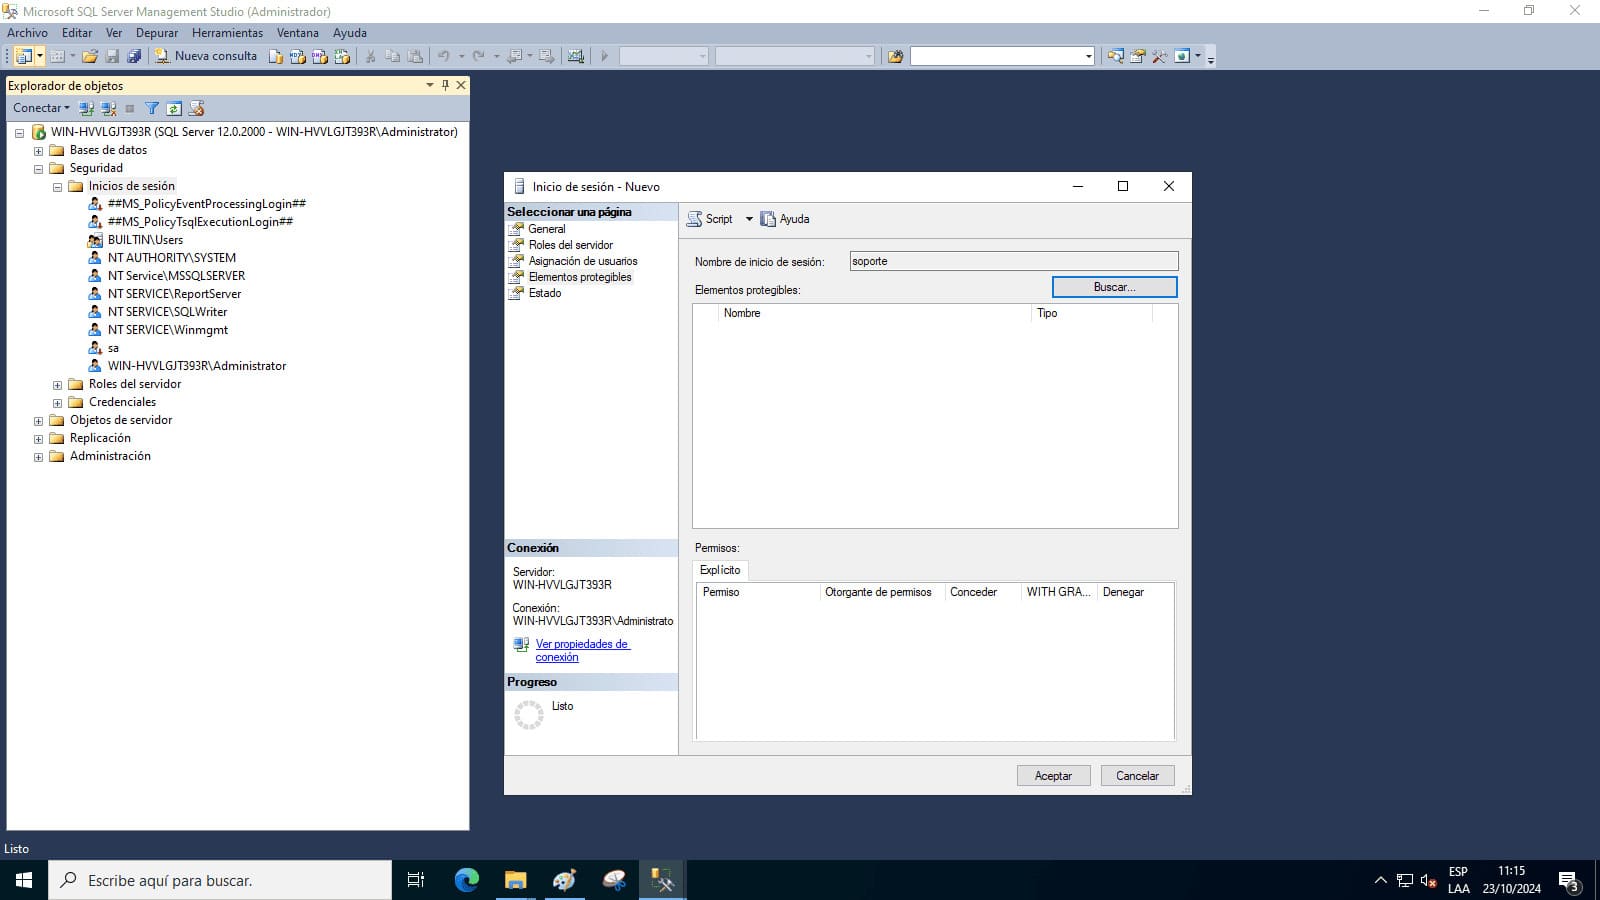 Microsoft SQL Server Management Studio (Administrador)
Archivo Editar Ver Depurar Herramientas Ventana Ayuda
Nueva consulta
Explorador de objetos
Conectar
WIN-HVVLGJT393R (SQL Server 12.0.2000 - WIN-HVVLGJT393R\Administrator)
Bases de datos
Seguridad
Inicios de sesión
##MS_PolicyEventProcessingLogin##
##MS_PolicyTsqlExecutionLogin##
BUILTIN\Users
NT AUTHORITY\SYSTEM
NT Service\MSSQLSERVER
NT SERVICE\ReportServer
NT SERVICE\SQLWriter
NT SERVICE\Winmgmt
sa
WIN-HVVLGJT393R\Administrator
Roles del servidor
Credenciales
Objetos de servidor
Replicación
Administración
Inicio de sesión - Nuevo
Seleccionar una página
General
Roles del servidor
Asignación de usuarios
Elementos protegibles
Estado
Script Ayuda
Nombre de inicio de sesión: soporte
Elementos protegibles: Buscar...
Nombre Tipo
Permisos:
Explícito
Permiso Otorgante de permisos Conceder WITH GRA... Denegar
Conexión
Servidor:
WIN-HVVLGJT393R
Conexión:
WIN-HVVLGJT393R\Administrato
Ver propiedades de
conexión
Progreso
Listo
Aceptar Cancelar
Listo
Escribe aquí para buscar.
ESP
LAA
11:15
23/10/2024
3